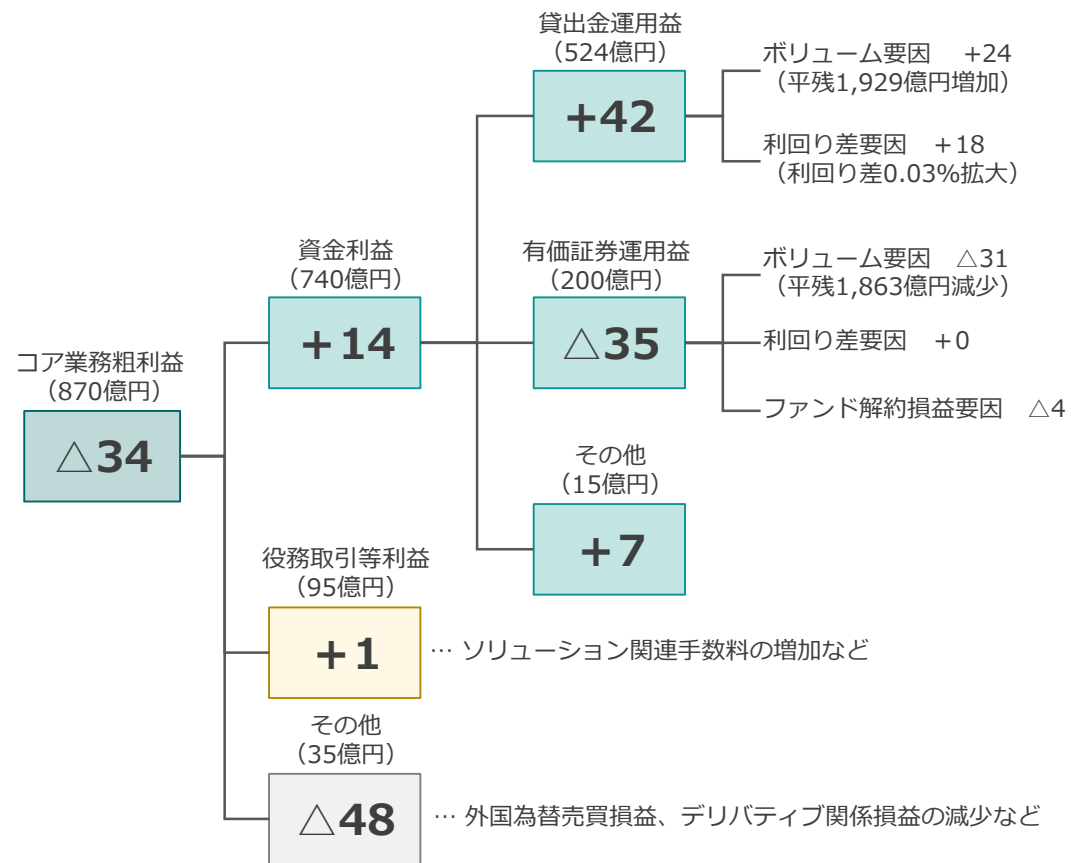 コア業務粗利益
（870億円）
△34
資金利益
（740億円）
+14
貸出金運用益
（524億円）
+42
ボリューム要因　+24
（平残1,929億円増加）
利回り差要因　+18
（利回り差0.03%拡大）
有価証券運用益
（200億円）
△35
ボリューム要因　△31
（平残1,863億円減少）
利回り差要因　+0
ファンド解約損益要因　△4
その他
（15億円）
+7
役務取引等利益
（95億円）
+1
… ソリューション関連手数料の増加など
その他
（35億円）
△48
… 外国為替売買損益、デリバティブ関係損益の減少など